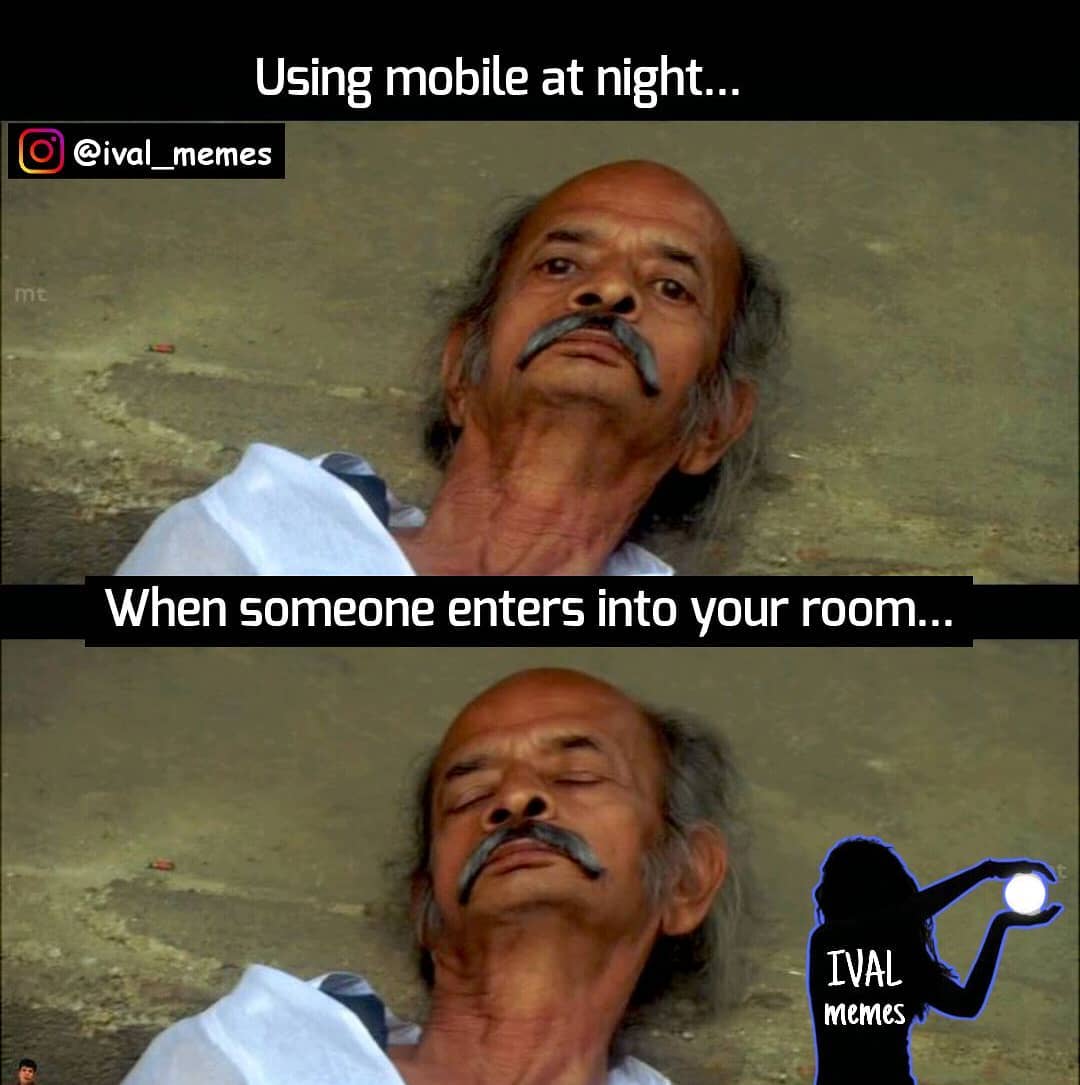 Using mobile at night...
@ival_memes
mt
When someone enters into your room...
t
IVAL
memes